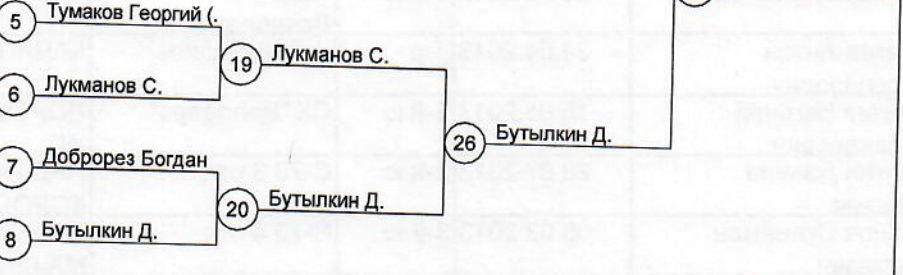 5 Тумаков Георгий (.
19 Лукманов С.
6 Лукманов С.
26 Бутылкин Д.
7 Доброрез Богдан
20 Бутылкин Д.
8 Бутылкин Д.